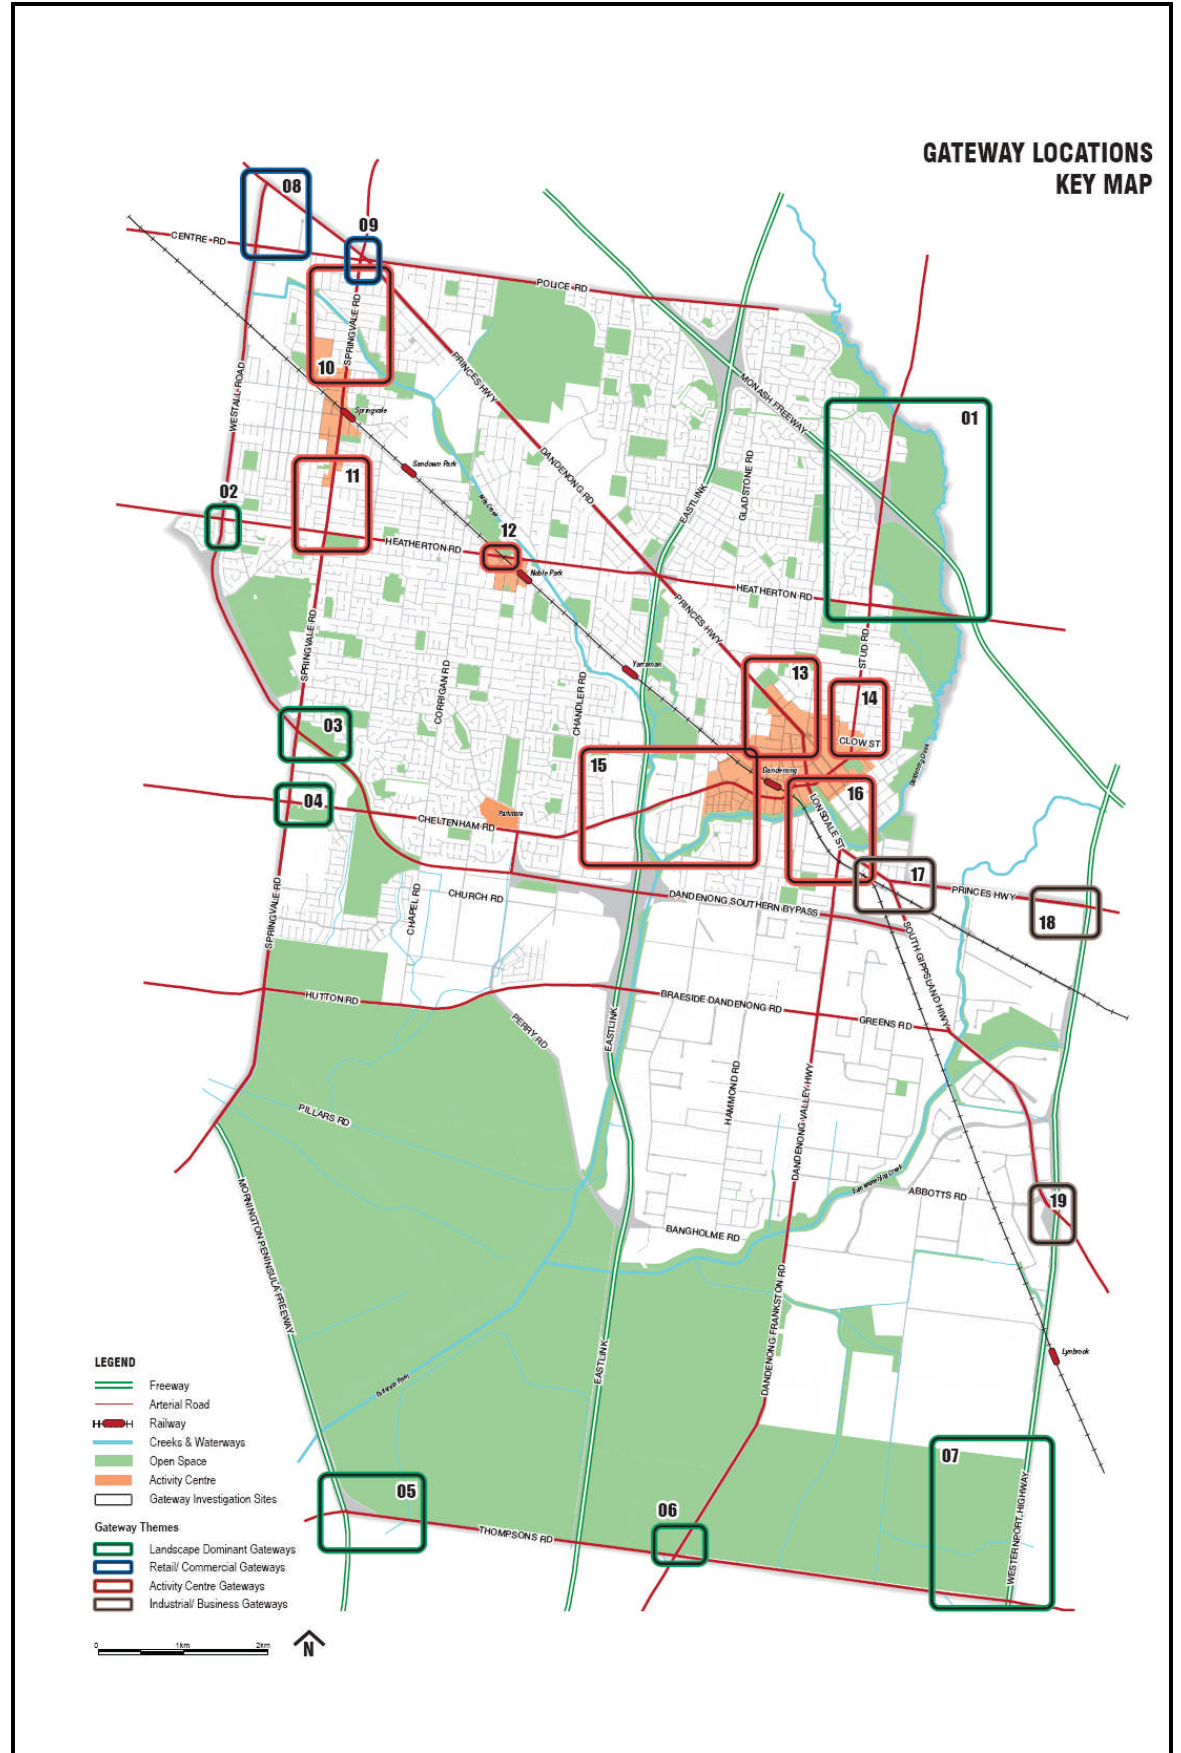 GATEWAY LOCATIONS
KEY MAP
08
09
CENTRE RD
POLICE RD
SPRINGVALE RD
10
PRINCES HWY
MONASH FREEWAY
WESTALL ROAD
Springvale
01
DANDENONG RD
GLADSTONE RD
Sandown Park
11
02
EASTLINK
12
HEATHERTON RD
Noble Park
HEATHERTON RD
PRINCES HWY
SPRINGVALE RD
STUD RD
Yarraman
13
CORRIGAN RD
CHANDLER RD
14
03
CLOW ST
15
Dandenong
Dandenong Creek
16
04
LONSDALE ST
Parkmore
CHELTENHAM RD
17
CHURCH RD
CHAPEL RD
DANDENONG SOUTHERN BYPASS
PRINCES HWY
18
SPRINGVALE RD
SOUTH GIPPSLAND HWY
HUTTON RD
BRAESIDE DANDENONG RD
GREENS RD
PERRY RD
EASTLINK
HAMMOND RD
DANDENONG VALLEY HWY
PILLARS RD
ABBOTTS RD
19
BANGHOLME RD
MORNINGTON PENINSULA FREEWAY
DANDENONG FRANKSTON RD
EASTLINK
Lynbrook
07
WESTERNPORT HIGHWAY
05
06
THOMPSONS RD
LEGEND
Freeway
Arterial Road
Railway
Creeks & Waterways
Open Space
Activity Centre
Gateway Investigation Sites
Gateway Themes
Landscape Dominant Gateways
Retail/ Commercial Gateways
Activity Centre Gateways
Industrial/ Business Gateways
0 1km 2km
N